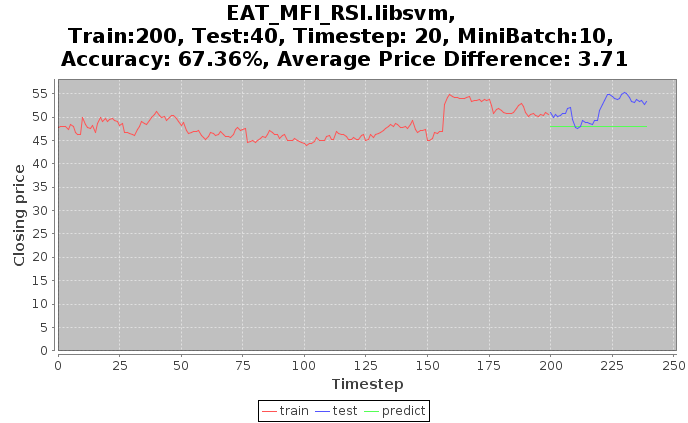 EAT_MFI_RSI.libsvm,
Train:200, Test:40, Timestep: 20, MiniBatch:10,
Accuracy: 67.36%, Average Price Difference: 3.71
55
50
45
40
35
30
25
20
15
10
5
0
Closing price
0 25 50 75 100 125 150 175 200 225 250
Timestep
train test predict